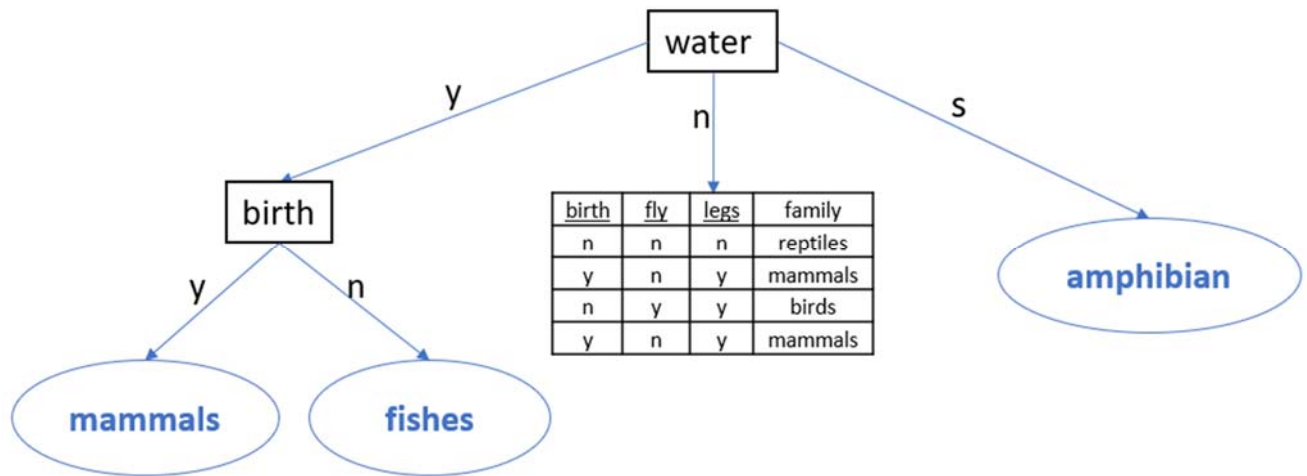 water
y
n
s
birth
birth fly legs family
n n n reptiles
y n y mammals
n y y birds
y n y mammals
amphibian
y
n
mammals
fishes